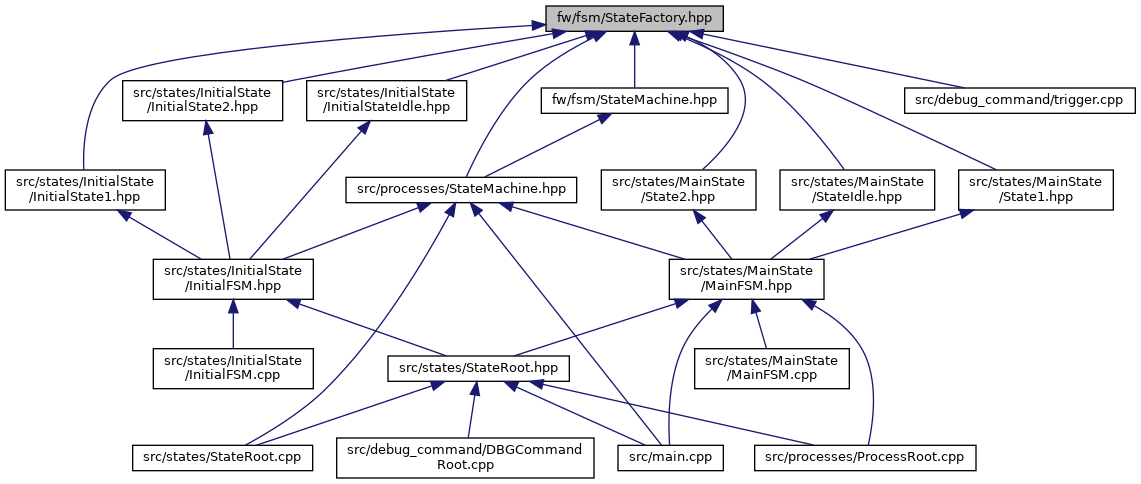 fw/fsm/StateFactory.hpp
src/states/InitialState
/InitialState2.hpp
src/states/InitialState
/InitialStateIdle.hpp
fw/fsm/StateMachine.hpp
src/debug_command/trigger.cpp
src/states/InitialState
/InitialState1.hpp
src/processes/StateMachine.hpp
src/states/MainState
/State2.hpp
src/states/MainState
/StateIdle.hpp
src/states/MainState
/State1.hpp
src/states/InitialState
/InitialFSM.hpp
src/states/MainState
/MainFSM.hpp
src/states/InitialState
/InitialFSM.cpp
src/states/StateRoot.hpp
src/states/MainState
/MainFSM.cpp
src/states/StateRoot.cpp
src/debug_command/DBGCommand
Root.cpp
src/main.cpp
src/processes/ProcessRoot.cpp